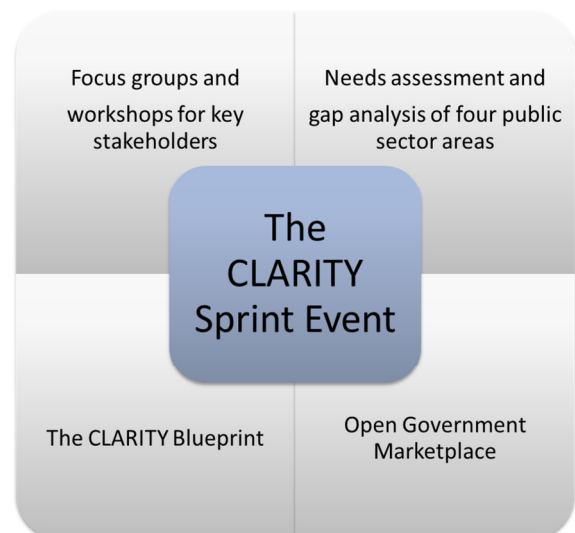 Focus groups and
workshops for key
stakeholders
Needs assessment and
gap analysis of four public
sector areas
The
CLARITY
Sprint Event
The CLARITY Blueprint
Open Government
Marketplace